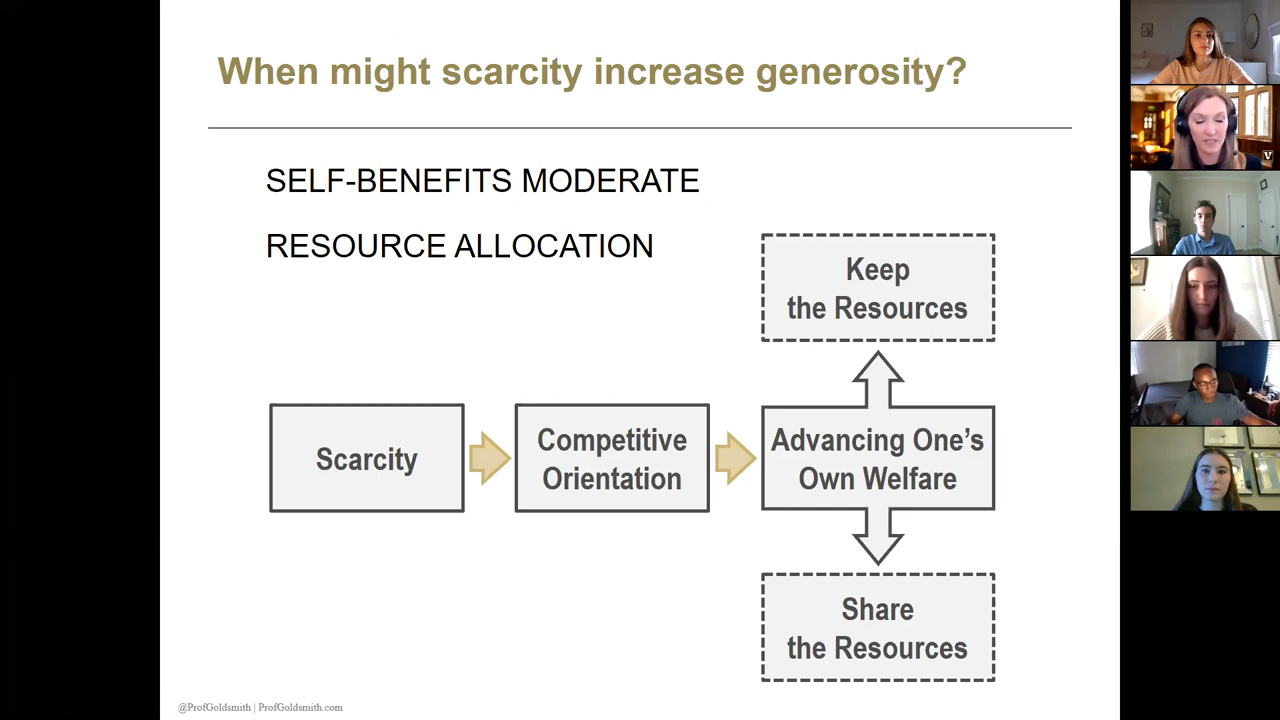 When might scarcity increase generosity?
SELF-BENEFITS MODERATE
RESOURCE ALLOCATION
Keep
the Resources
Scarcity
Competitive
Orientation
Advancing One's
Own Welfare
Share
the Resources
@ProfGoldsmith | ProfGoldsmith.com
V